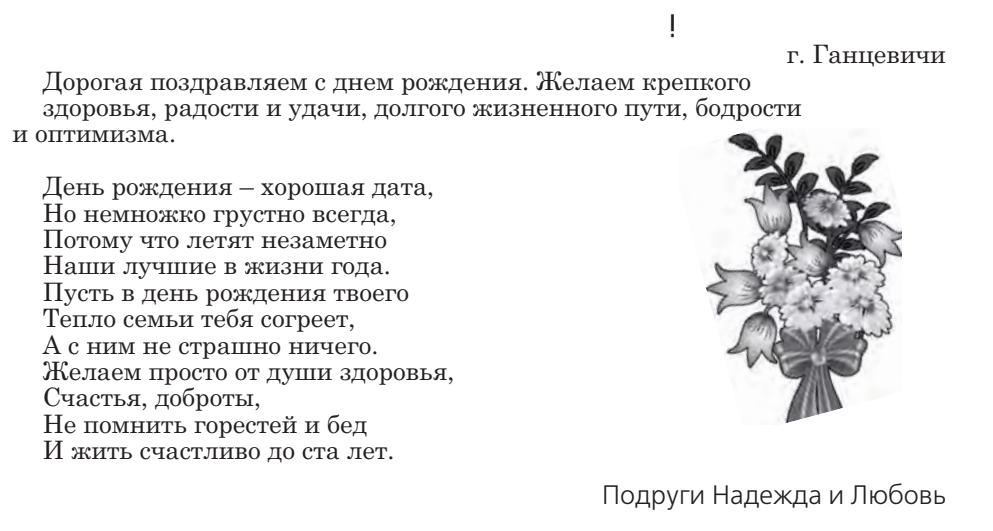 !
г. Ганцевичи
Дорогая поздравляем с днем рождения. Желаем крепкого
здоровья, радости и удачи, долгого жизненного пути, бодрости
и оптимизма.
День рождения – хорошая дата,
Но немножко грустно всегда,
Потому что летят незаметно
Наши лучшие в жизни года.
Пусть в день рождения твоего
Тепло семьи тебя согреет,
А с ним не страшно ничего.
Желаем просто от души здоровья,
Счастья, доброты,
Не помнить горестей и бед
И жить счастливо до ста лет.
Подруги Надежда и Любовь